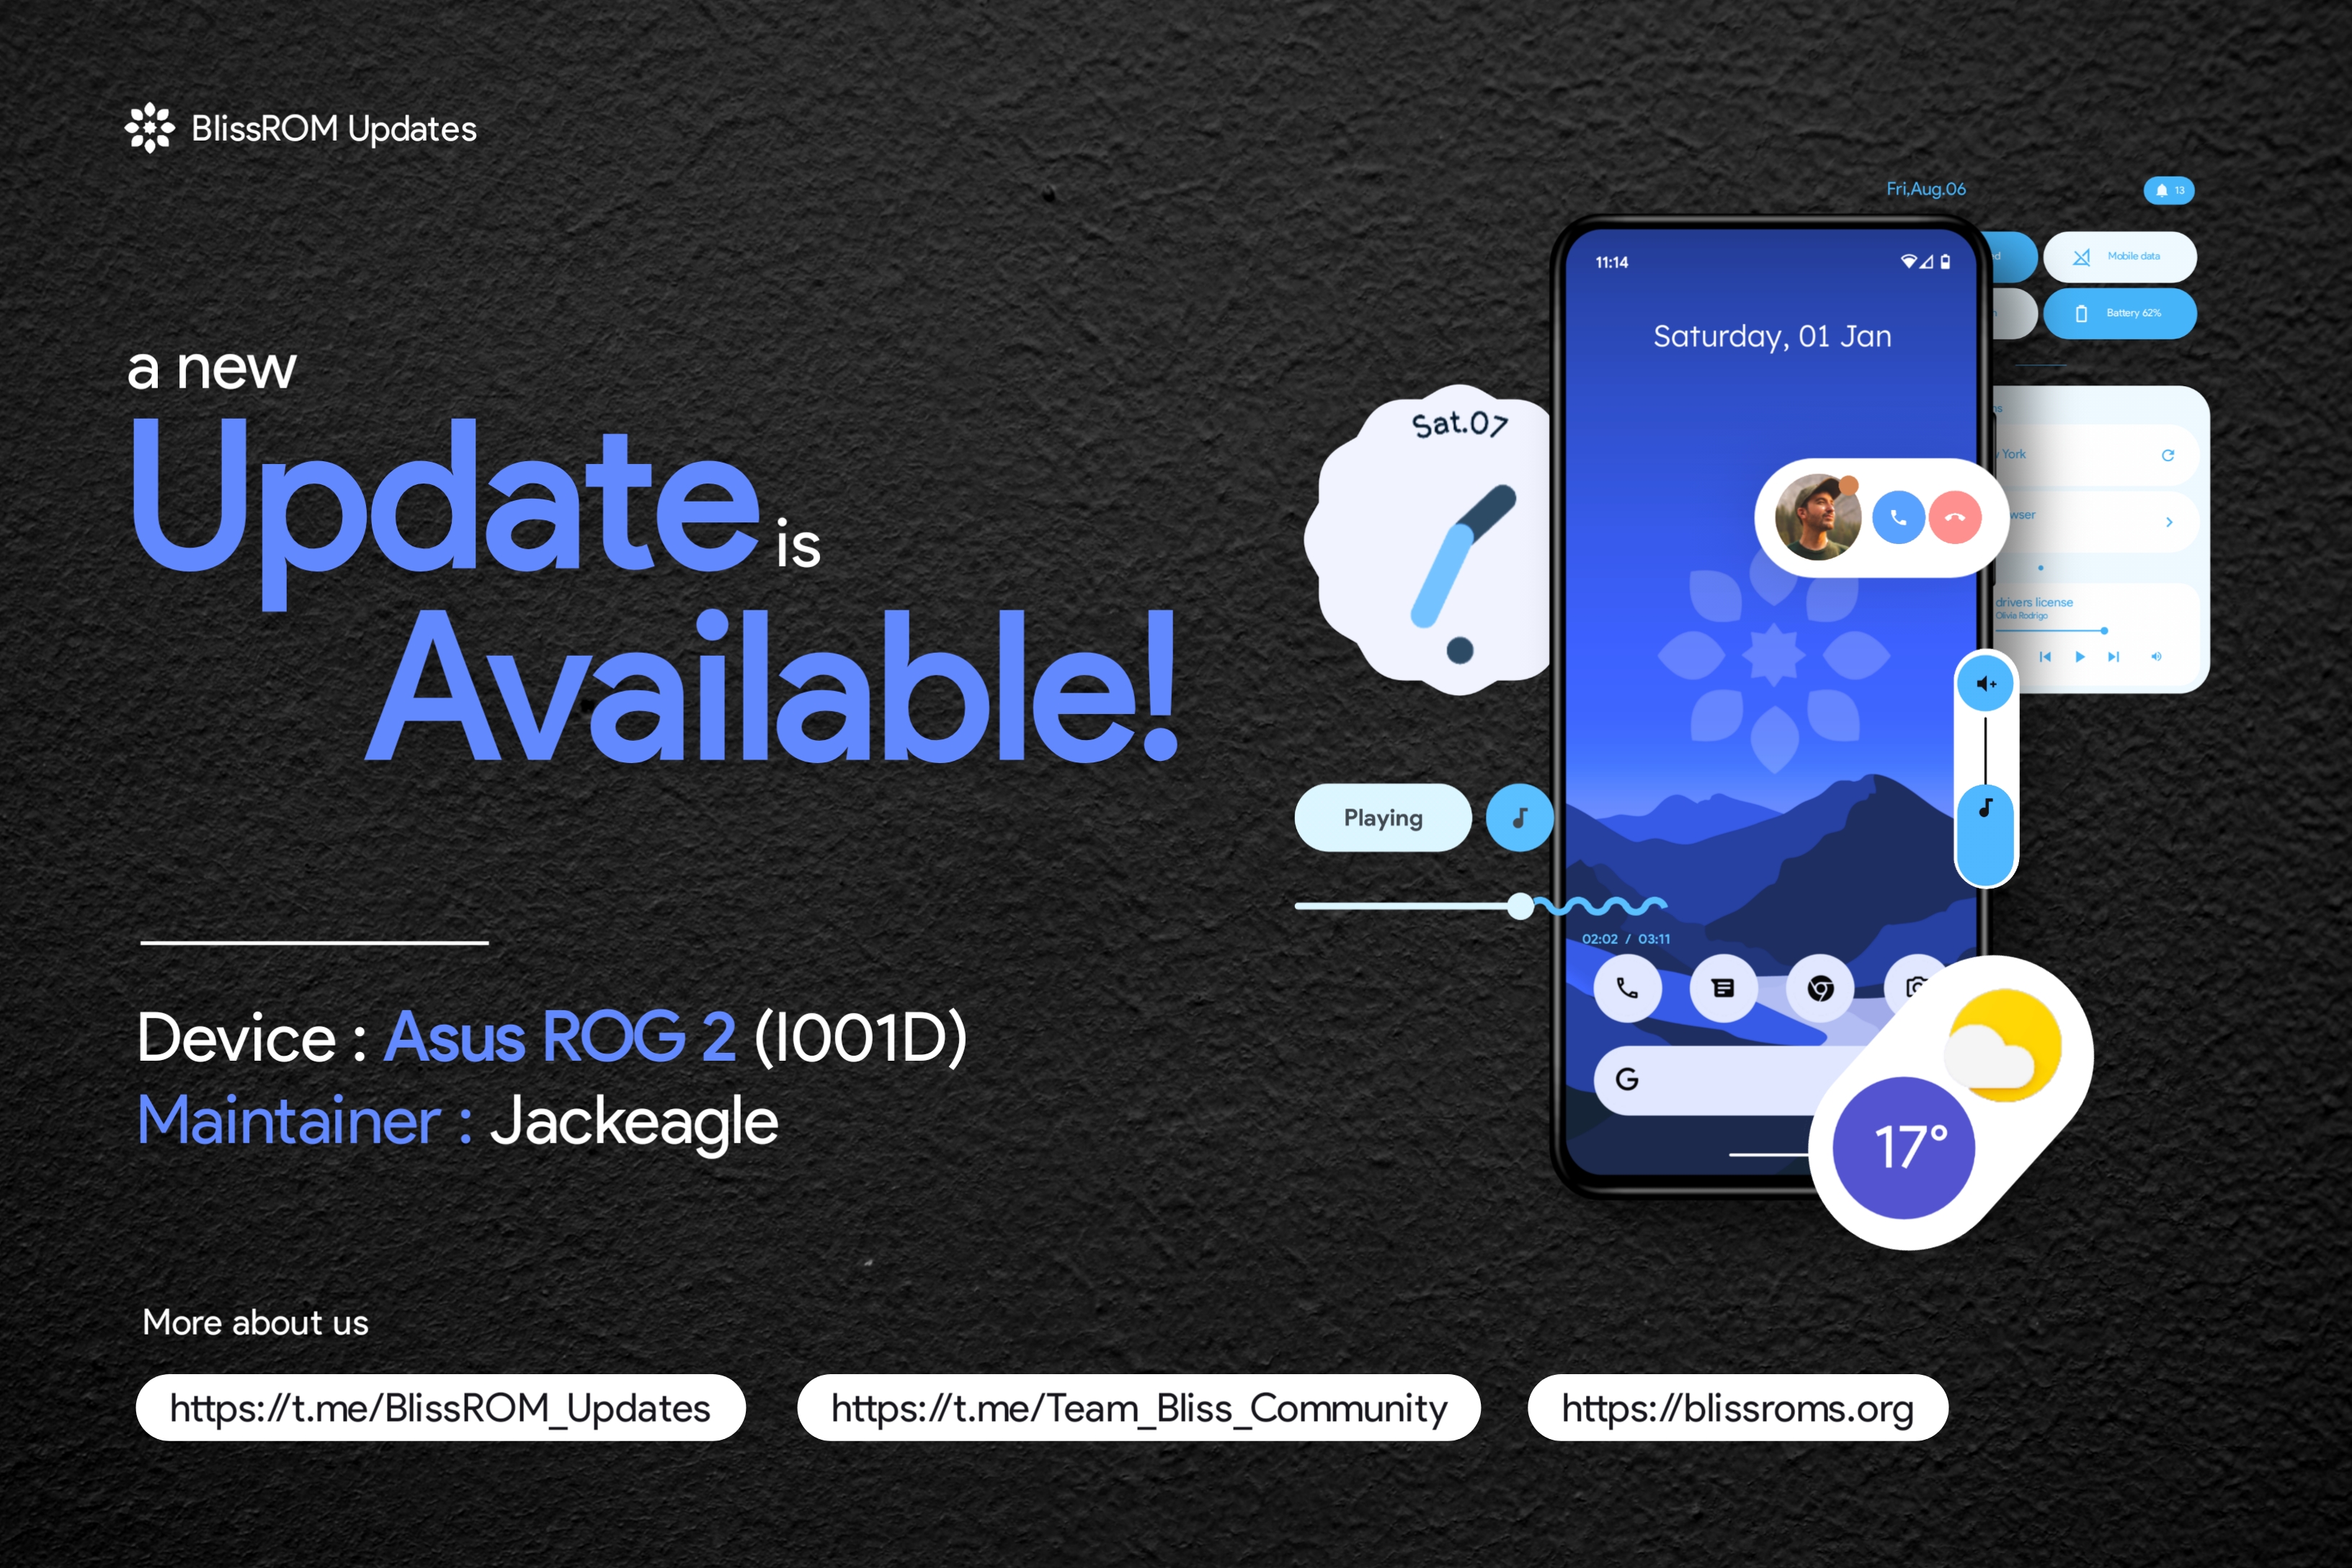 BlissROM Updates
a new
Update is
Available!
Device : Asus ROG 2 (I001D)
Maintainer : Jackeagle
More about us
https://t.me/BlissROM_Updates
https://t.me/Team_Bliss_Community
https://blissroms.org
Sat.07
Playing
02:02 / 03:11
11:14
Saturday, 01 Jan
G
17°
Fri,Aug.06
13
Mobile data
Battery 62%
York
drivers license
Olivia Rodrigo